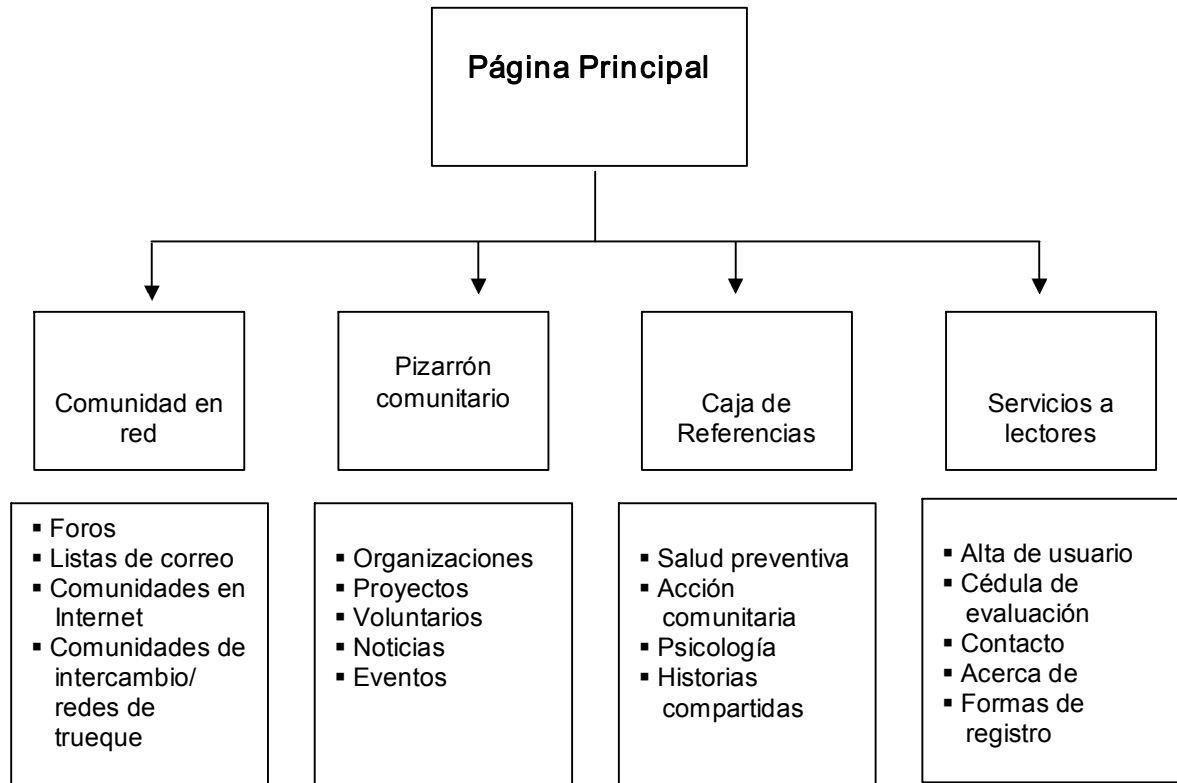 Página Principal
Comunidad en
red
Pizarrón
comunitario
Caja de
Referencias
Servicios a
lectores
▪ Foros
▪ Listas de correo
▪ Comunidades en
Internet
▪ Comunidades de
intercambio/
redes de
trueque
▪ Organizaciones
▪ Proyectos
▪ Voluntarios
▪ Noticias
▪ Eventos
▪ Salud preventiva
▪ Acción
comunitaria
▪ Psicología
▪ Historias
compartidas
▪ Alta de usuario
▪ Cédula de
evaluación
▪ Contacto
▪ Acerca de
▪ Formas de
registro